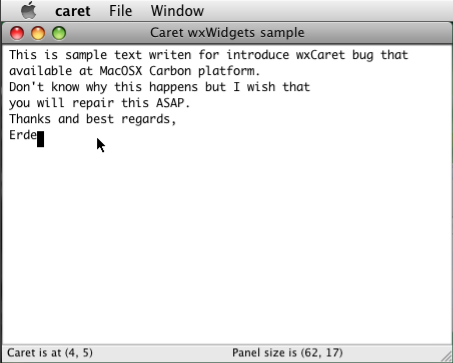 caret File Window
Caret wxWidgets sample
This is sample text writen for introduce wxCaret bug that
available at MacOSX Carbon platform.
Don't know why this happens but I wish that
you will repair this ASAP.
Thanks and best regards,
Erde
Caret is at (4, 5) Panel size is (62, 17)